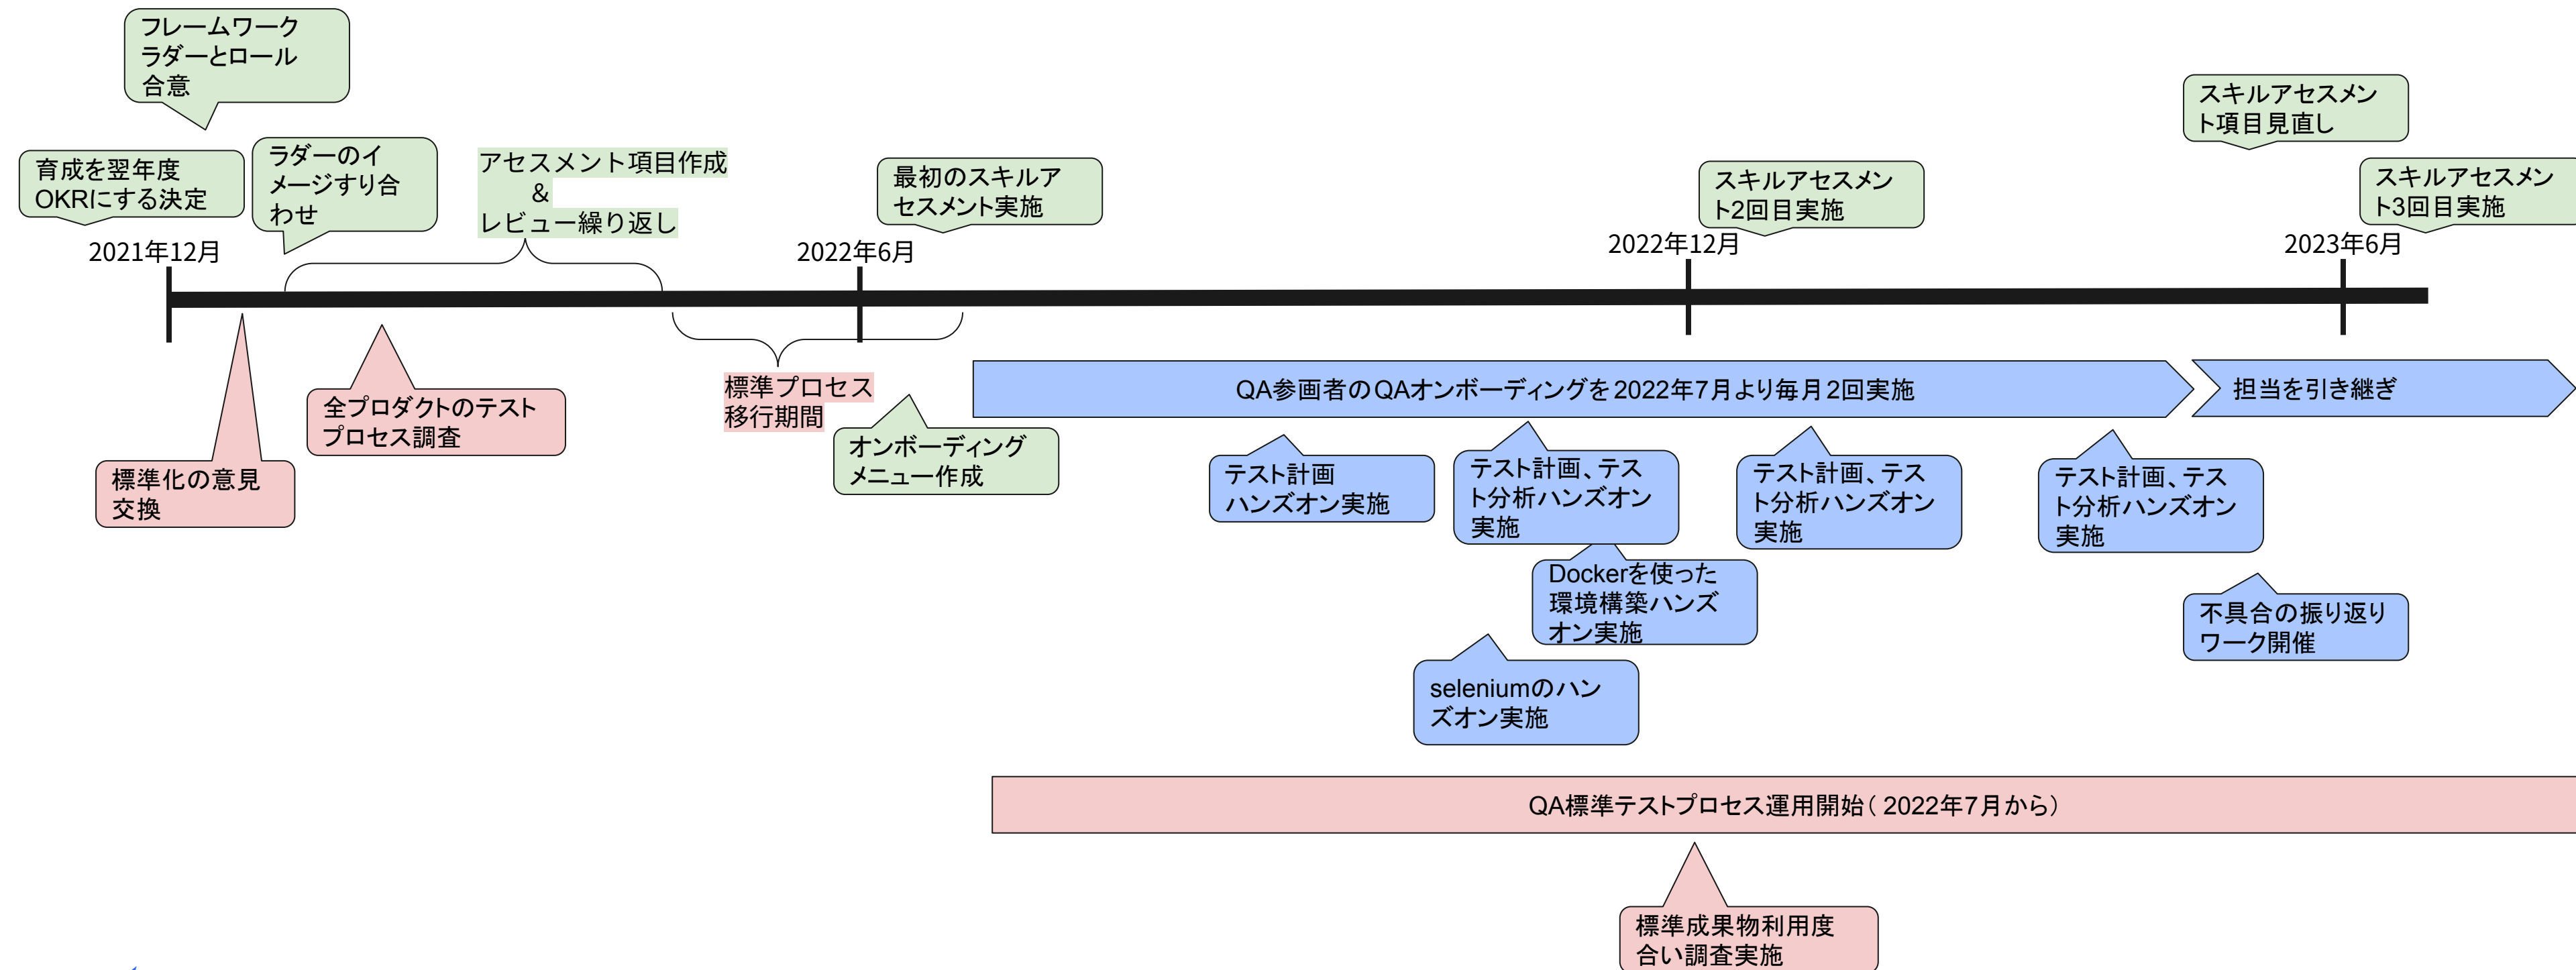 フレームワーク
ラダーとロール
合意
育成を翌年度
OKRにする決定
ラダーのイ
メージすり合
わせ
アセスメント項目作成
&
レビュー繰り返し
最初のスキルア
セスメント実施
スキルアセスメン
ト2回目実施
スキルアセスメン
ト項目見直し
スキルアセスメン
ト3回目実施
2021年12月
2022年6月
2022年12月
2023年6月
標準化の意見
交換
全プロダクトのテスト
プロセス調査
標準プロセス
移行期間
オンボーディング
メニュー作成
QA参画者のQAオンボーディングを2022年7月より毎月2回実施
担当を引き継ぎ
テスト計画
ハンズオン実施
テスト計画、テス
ト分析ハンズオン
実施
テスト計画、テス
ト分析ハンズオン
実施
テスト計画、テス
ト分析ハンズオン
実施
Dockerを使った
環境構築ハンズ
オン実施
不具合の振り返り
ワーク開催
seleniumのハン
ズオン実施
QA標準テストプロセス運用開始（2022年7月から）
標準成果物利用度
合い調査実施